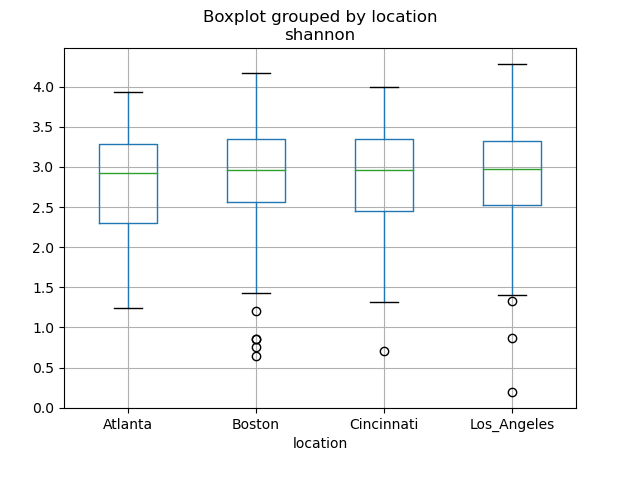 Boxplot grouped by location
shannon
4.0
3.5
3.0
2.5
2.0
1.5
1.0
0.5
0.0
Atlanta Boston Cincinnati Los_Angeles
location